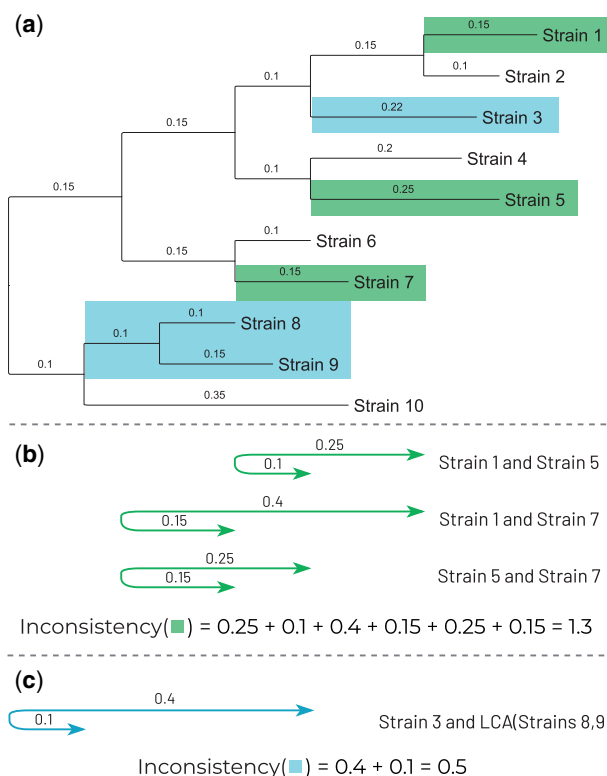 (a)
0.15
Strain 1
0.15
0.1
Strain 2
0.1
0.22
Strain 3
0.15
0.2
Strain 4
0.1
0.25
Strain 5
0.15
0.1
Strain 6
0.15
0.15
Strain 7
0.1
Strain 8
0.1
0.15
Strain 9
0.1
0.35
Strain 10
(b)
0.25
0.1
Strain 1 and Strain 5
0.4
0.15
Strain 1 and Strain 7
0.25
0.15
Strain 5 and Strain 7
Inconsistency(■) = 0.25 + 0.1 + 0.4 + 0.15 + 0.25 + 0.15 = 1.3
(c)
0.4
0.1
Strain 3 and LCA(Strains 8,9
Inconsistency(■) = 0.4 + 0.1 = 0.5